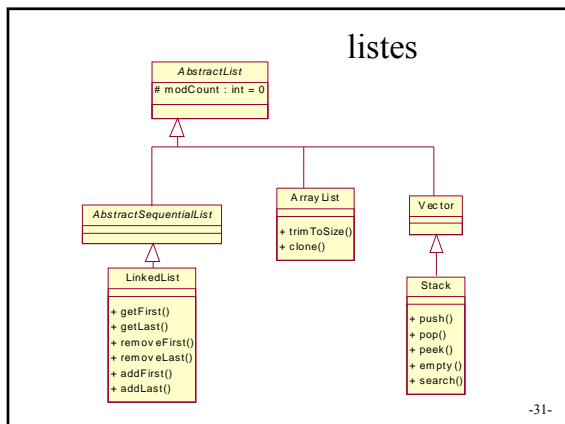 listes
AbstractList
# modCount : int = 0
AbstractSequentialList
ArrayList
+ trimToSize()
+ clone()
Vector
LinkedList
+ getFirst()
+ getLast()
+ removeFirst()
+ removeLast()
+ addFirst()
+ addLast()
Stack
+ push()
+ pop()
+ peek()
+ empty()
+ search()
-31-